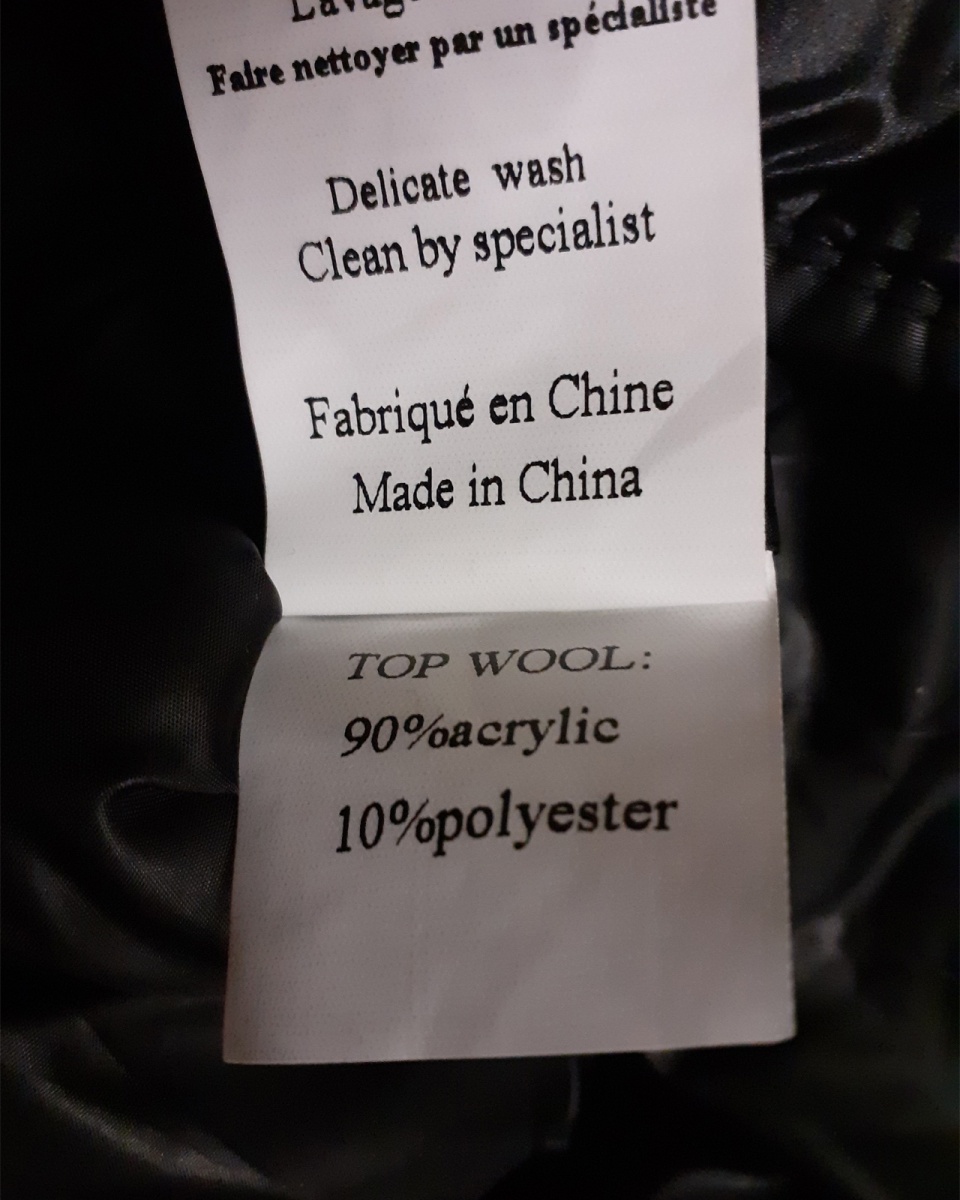 Faire nettoyer par un spécialiste
Delicate wash
Clean by specialist
Fabriqué en Chine
Made in China
TOP WOOL:
90%acrylic
10%polyester